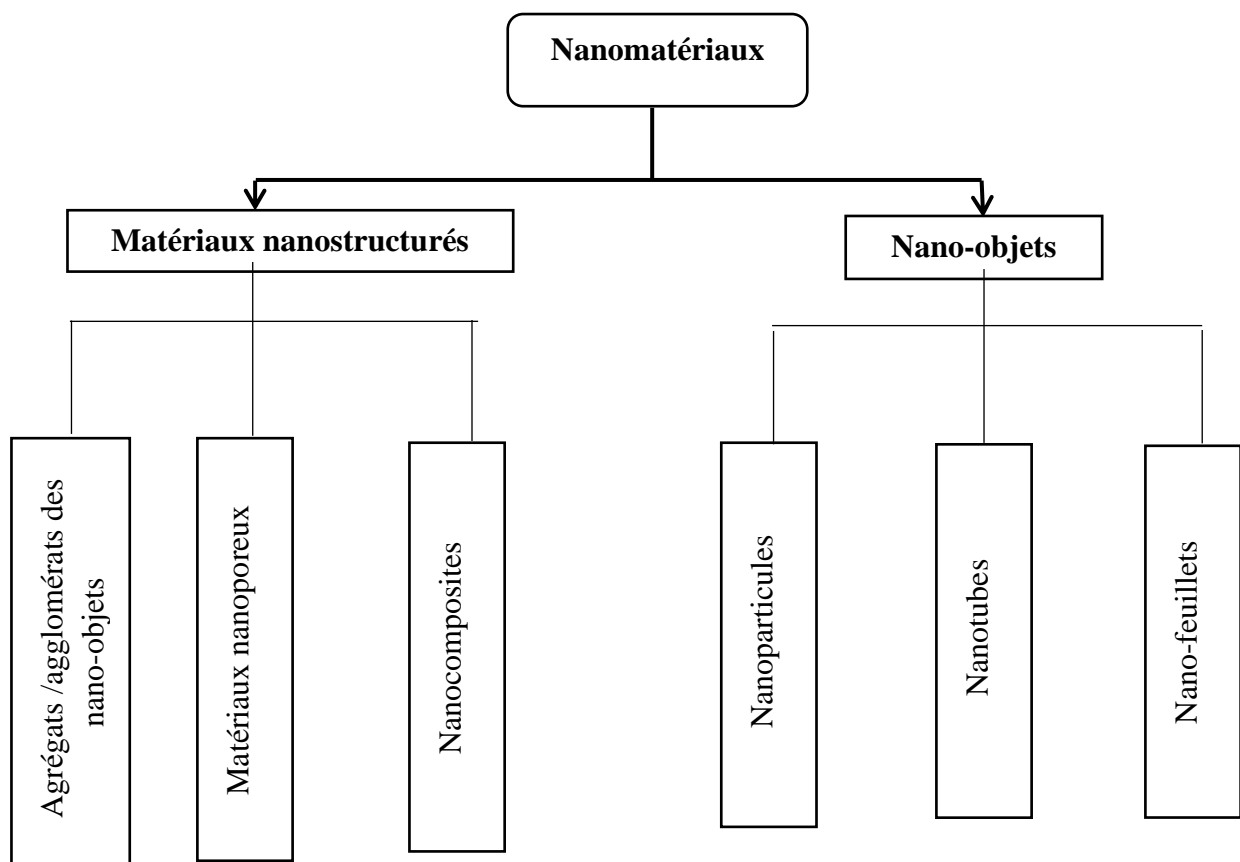 Nanomatériaux
Matériaux nanostructurés
Nano-objets
Agrégats /agglomérats des
nano-objets
Matériaux nanoporeux
Nanocomposites
Nanoparticules
Nanotubes
Nano-feuillets